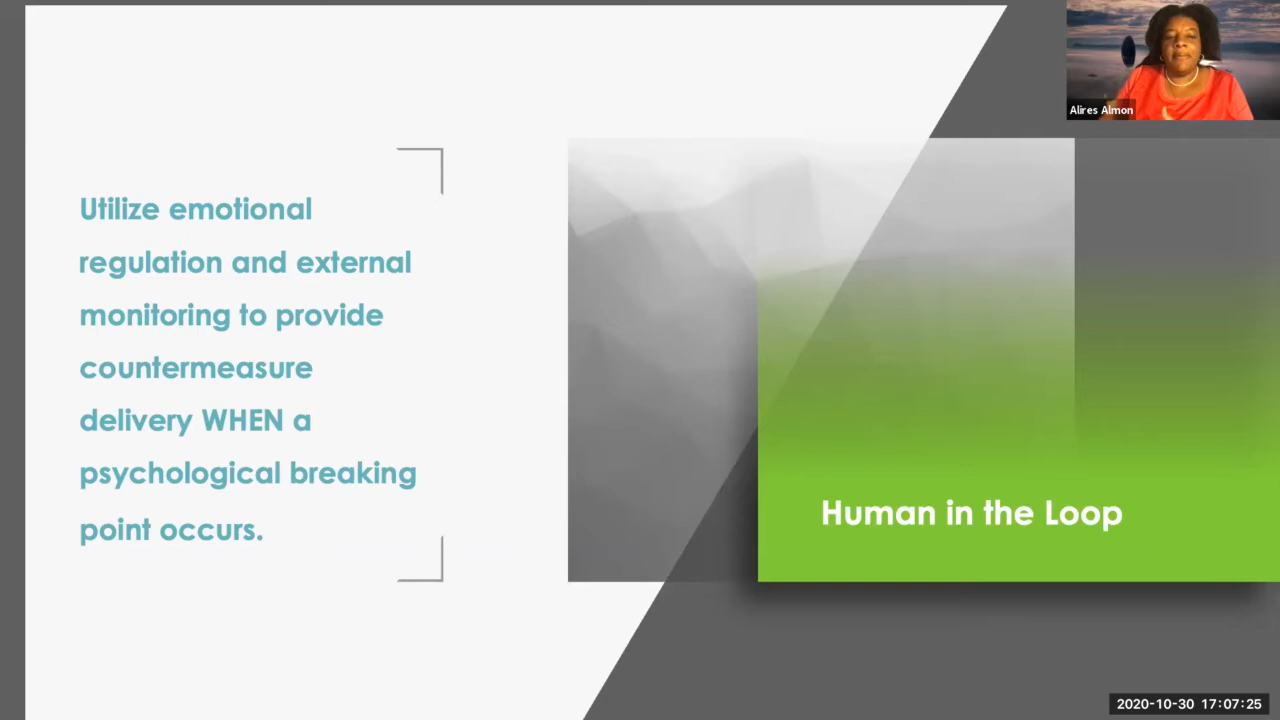 Alires Almon
Utilize emotional
regulation and external
monitoring to provide
countermeasure
delivery WHEN a
psychological breaking
point occurs.
Human in the Loop
2020-10-30 17:07:25